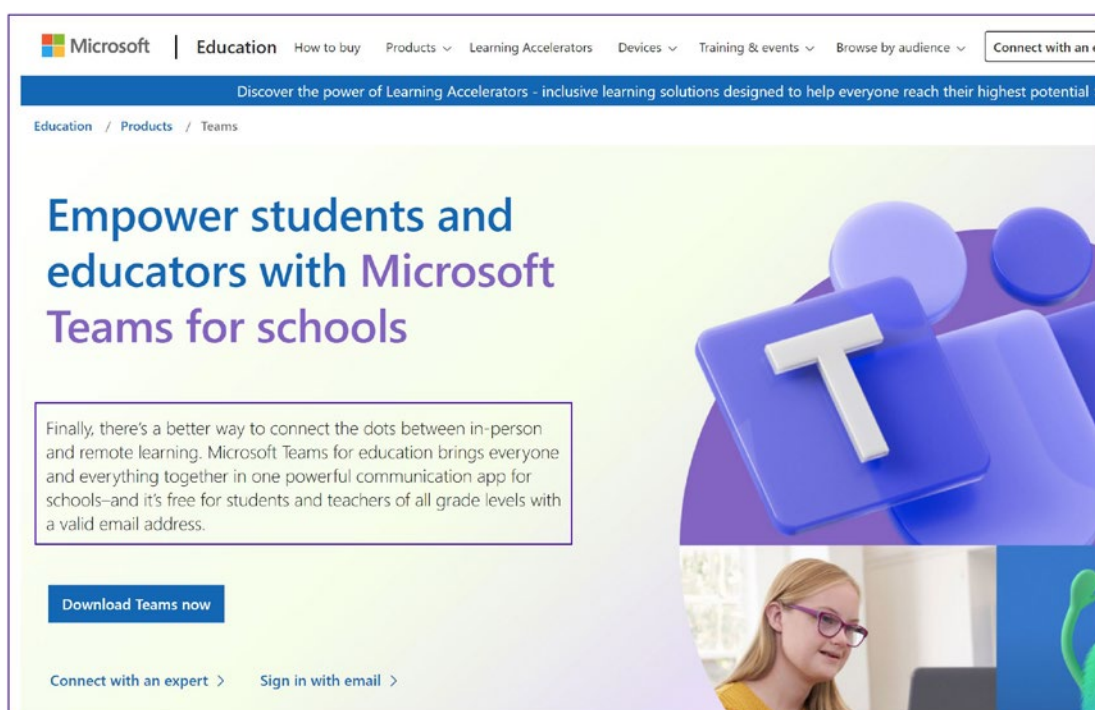 Microsoft | Education How to buy Products Learning Accelerators Devices Training & events Browse by audience Connect with an
Discover the power of Learning Accelerators - inclusive learning solutions designed to help everyone reach their highest potential
Education / Products / Teams
Empower students and
educators with Microsoft
Teams for schools
T
Finally, there's a better way to connect the dots between in-person
and remote learning. Microsoft Teams for education brings everyone
and everything together in one powerful communication app for
schools–and it's free for students and teachers of all grade levels with
a valid email address.
Download Teams now
Connect with an expert > Sign in with email >